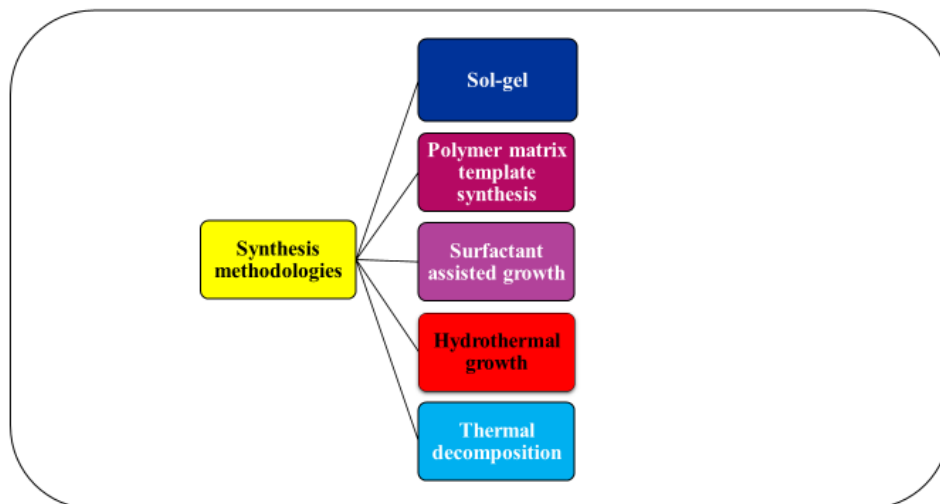 Sol-gel
Polymer matrix
template
synthesis
Synthesis
methodologies
Surfactant
assisted growth
Hydrothermal
growth
Thermal
decomposition